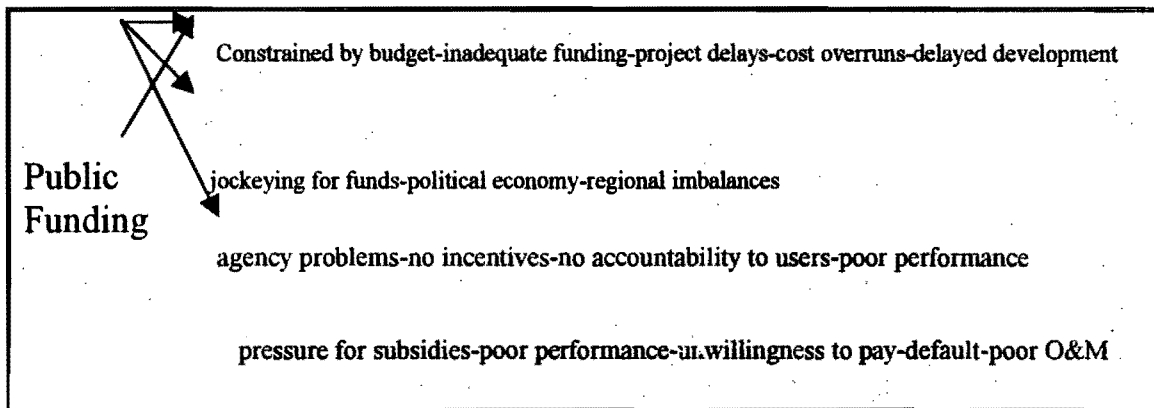 Constrained by budget-inadequate funding-project delays-cost overruns-delayed development
Public
Funding
jockeying for funds-political economy-regional imbalances
agency problems-no incentives-no accountability to users-poor performance
pressure for subsidies-poor performance-unwillingness to pay-default-poor O&M